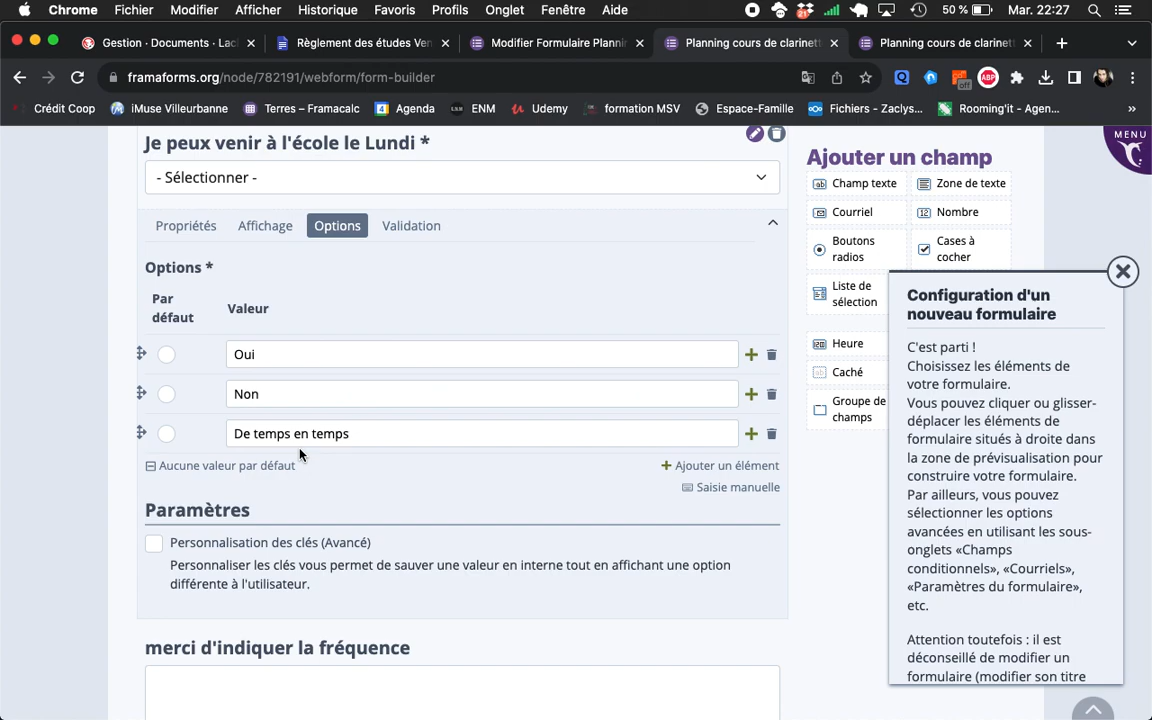 Chrome Fichier Modifier Afficher Historique Favoris Profils Onglet Fenêtre Aide 21 50 % Mar. 22:27
Gestion · Documents · Lac Règlement des études Ven Modifier Formulaire Plannin Planning cours de clarinett Planning cours de clarinett
framaforms.org/node/782191/webform/form-builder
Crédit Coop iMuse Villeurbanne Terres – Framacalc Agenda ENM Udemy formation MSV Espace-Famille Fichiers - Zaclys... Rooming'it - Agen... »
MENU
Je peux venir à l'école le Lundi *
- Sélectionner -
Propriétés Affichage Options Validation
Options *
Par défaut
Valeur
Oui
Non
De temps en temps
Aucune valeur par défaut
Ajouter un élément
Saisie manuelle
Paramètres
Personnalisation des clés (Avancé)
Personnaliser les clés vous permet de sauver une valeur en interne tout en affichant une option
différente à l'utilisateur.
merci d'indiquer la fréquence
Ajouter un champ
Champ texte Zone de texte
Courriel Nombre
Boutons radios
Cases à cocher
Liste de sélection
Heure
Caché
Groupe de champs
Configuration d'un
nouveau formulaire
C'est parti !
Choisissez les éléments de
votre formulaire.
Vous pouvez cliquer ou glisser-
déplacer les éléments de
formulaire situés à droite dans
la zone de prévisualisation pour
construire votre formulaire.
Par ailleurs, vous pouvez
sélectionner les options
avancées en utilisant les sous-
onglets «Champs
conditionnels», «Courriels»,
«Paramètres du formulaire»,
etc.
Attention toutefois : il est
déconseillé de modifier un
formulaire (modifier son titre